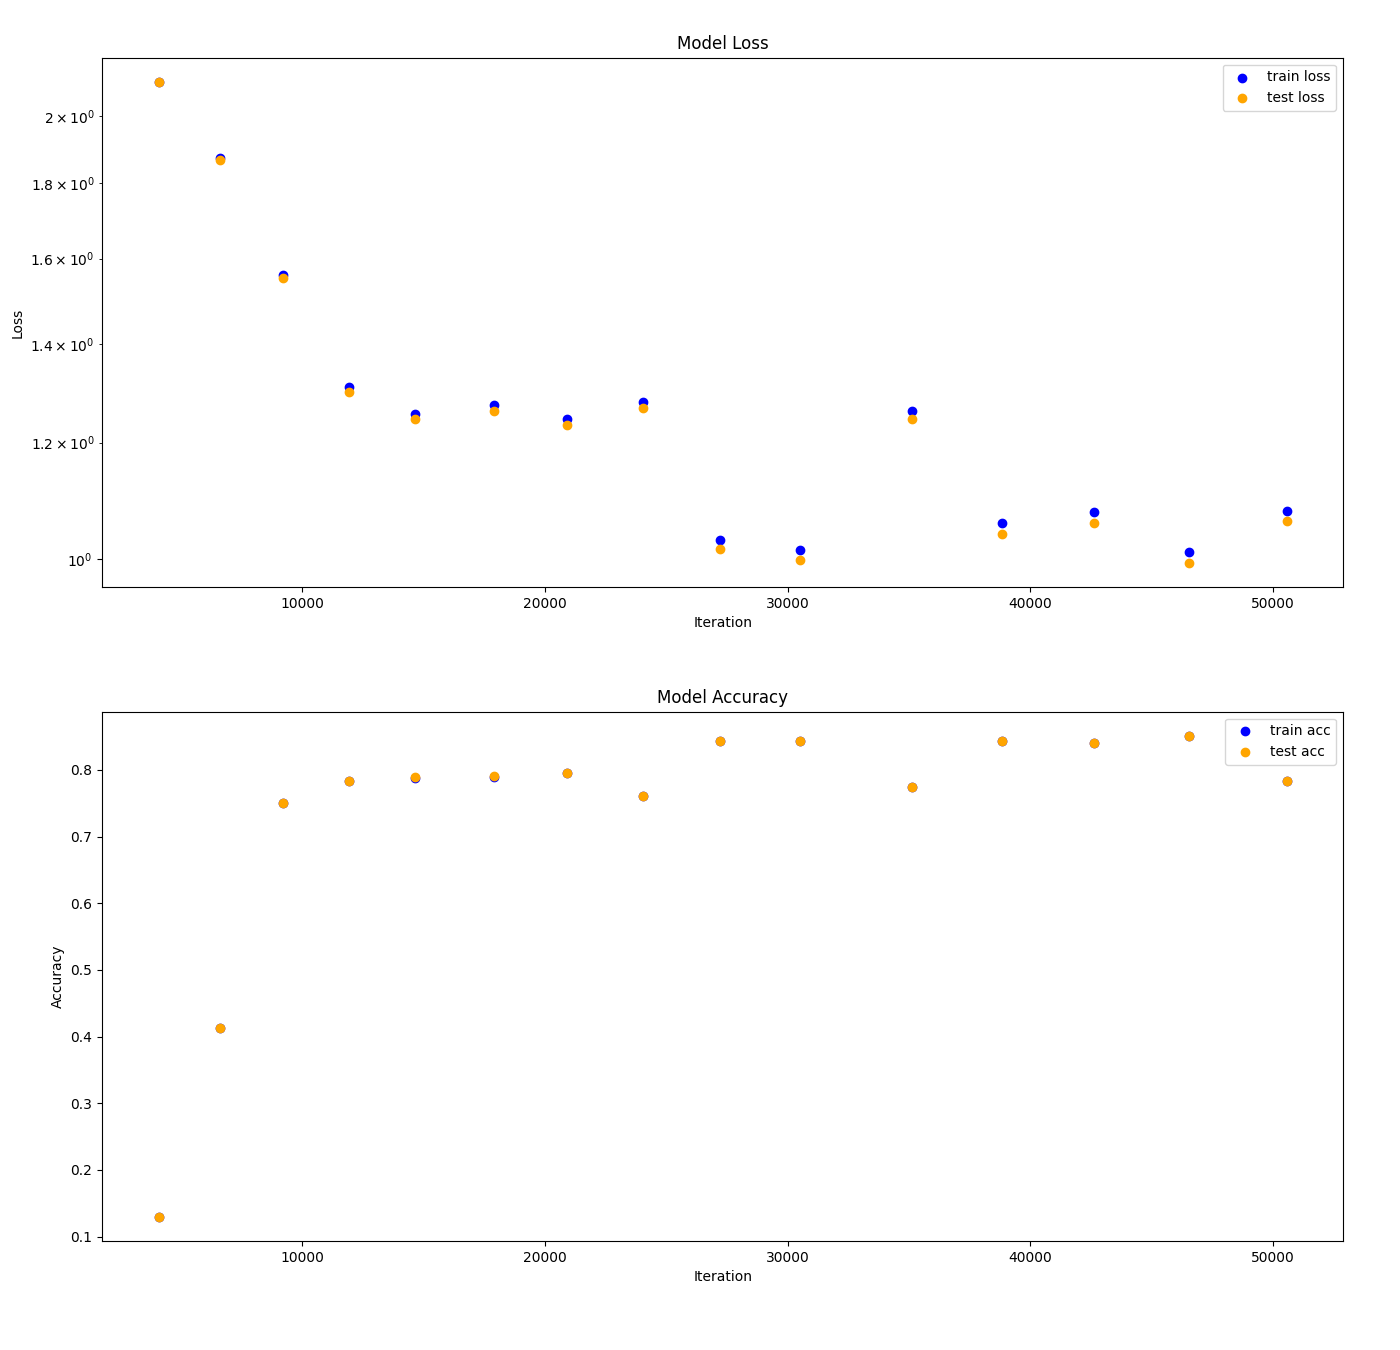 Model Loss
train loss
test loss
2 × 10⁰
1.8 × 10⁰
1.6 × 10⁰
1.4 × 10⁰
1.2 × 10⁰
10⁰
Loss
10000 20000 30000 40000 50000
Iteration
Model Accuracy
train acc
test acc
0.8
0.7
0.6
0.5
0.4
0.3
0.2
0.1
Accuracy
10000 20000 30000 40000 50000
Iteration